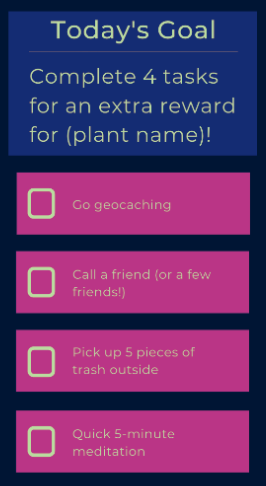 Today's Goal
Complete 4 tasks
for an extra reward
for (plant name)!
Go geocaching
Call a friend (or a few
friends!)
Pick up 5 pieces of
trash outside
Quick 5-minute
meditation